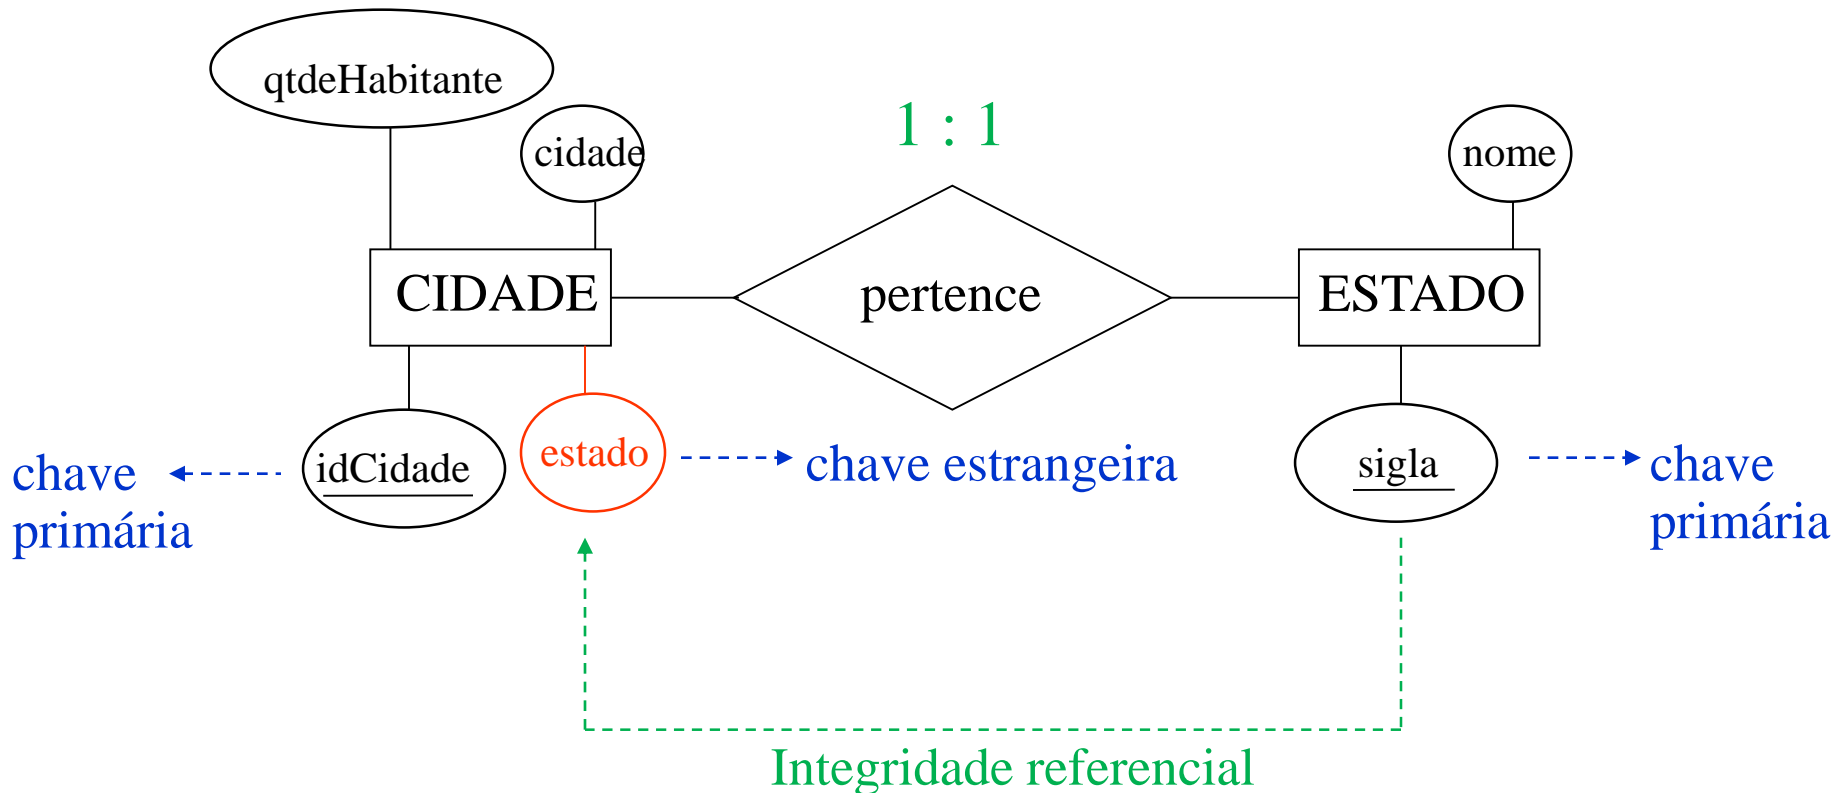 qtdeHabitante
cidade
1 : 1
nome
CIDADE
pertence
ESTADO
chave
primária
idCidade
estado
chave estrangeira
sigla
chave
primária
Integridade referencial